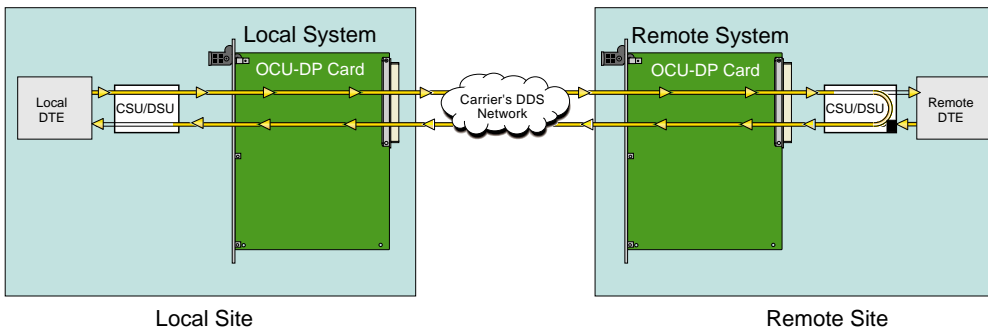 Local System
Remote System
OCU-DP Card
OCU-DP Card
Local
DTE
CSU/DSU
Carrier's DDS
Network
CSU/DSU
Remote
DTE
Local Site
Remote Site